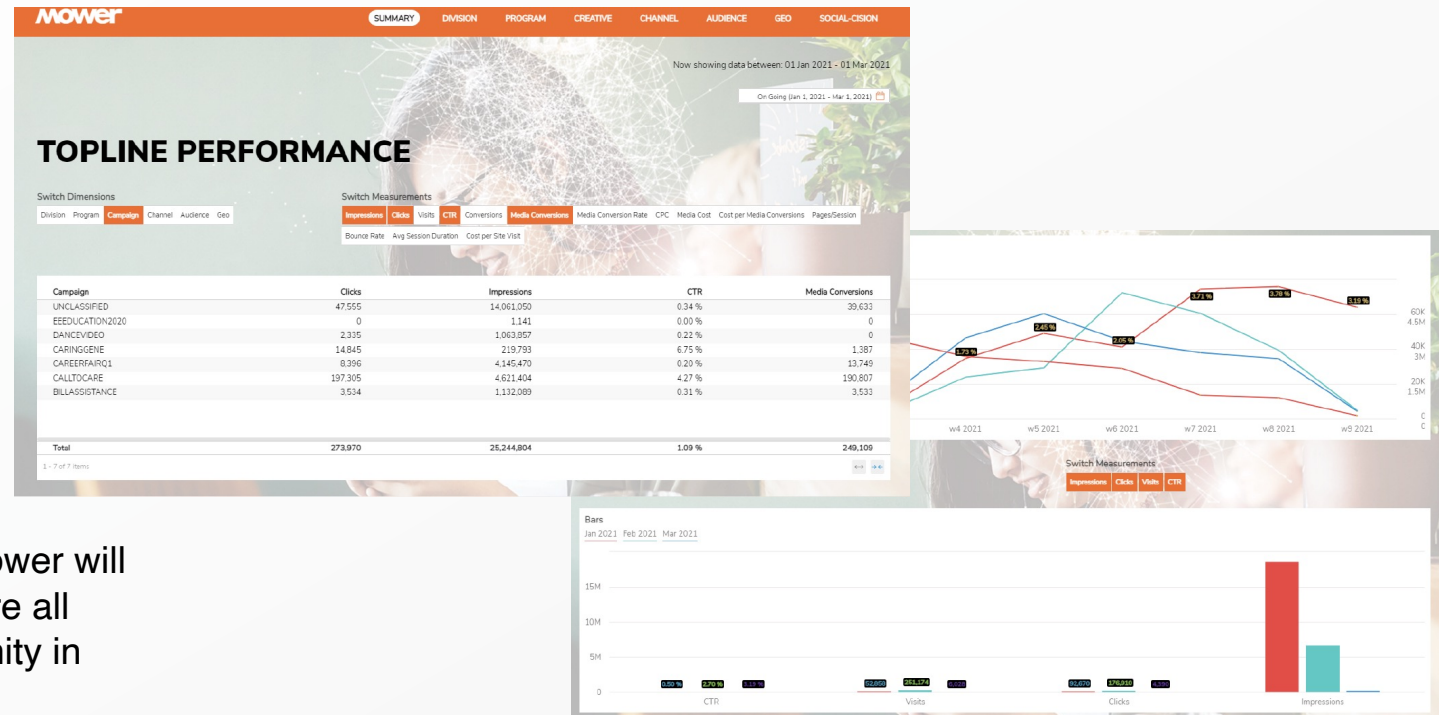 Mower
SUMMARY DIVISION PROGRAM CREATIVE CHANNEL AUDIENCE GEO SOCIAL-CISION
Now showing data between: 01 Jan 2021 - 01 Mar 2021
On Going (Jan 1, 2021 - Mar 1, 2021)
TOPLINE PERFORMANCE
Switch Dimensions
Division Program Campaign Channel Audience Geo
Switch Measurements
Impressions Clicks Visits CTR Conversions Media Conversions Media Conversion Rate CPC Media Cost Cost per Media Conversions Pages/Session
Bounce Rate Avg Session Duration Cost per Site Visit
Campaign Clicks Impressions CTR Media Conversions
UNCLASSIFIED 47,555 14,061,050 0.34 % 39,633
EEEDUCATION2020 0 1,141 0.00 % 0
DANCEVIDEO 2,335 1,063,857 0.22 % 0
CARINGGENE 14,845 219,793 6.75 % 1,387
CAREERFAIRQ1 8,396 4,145,470 0.20 % 13,749
CALLTOCARE 197,305 4,621,404 4.27 % 190,807
BILLASSISTANCE 3,534 1,132,089 0.31 % 3,533
Total 273,970 25,244,804 1.09 % 249,109
1 - 7 of 7 items
1.73 % 2.45 % 2.05 % 3.71 % 3.78 % 3.19 %
60K
4.5M
40K
3M
20K
1.5M
0
0
w4 2021 w5 2021 w6 2021 w7 2021 w8 2021 w9 2021
Switch Measurements
Impressions Clicks Visits CTR
Bars
Jan 2021 Feb 2021 Mar 2021
15M
10M
5M
0
0.50 % 2.70 % 251,174 176,910
CTR Visits Clicks Impressions
ower will
re all
nity in